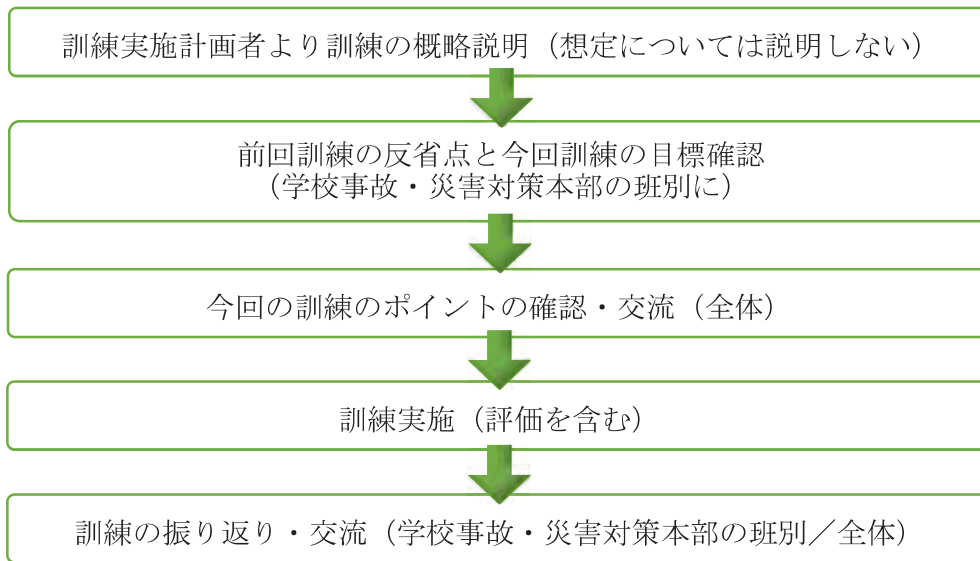 訓練実施計画者より訓練の概略説明（想定については説明しない）
前回訓練の反省点と今回訓練の目標確認
（学校事故・災害対策本部の班別に）
今回の訓練のポイントの確認・交流（全体）
訓練実施（評価を含む）
訓練の振り返り・交流（学校事故・災害対策本部の班別／全体）